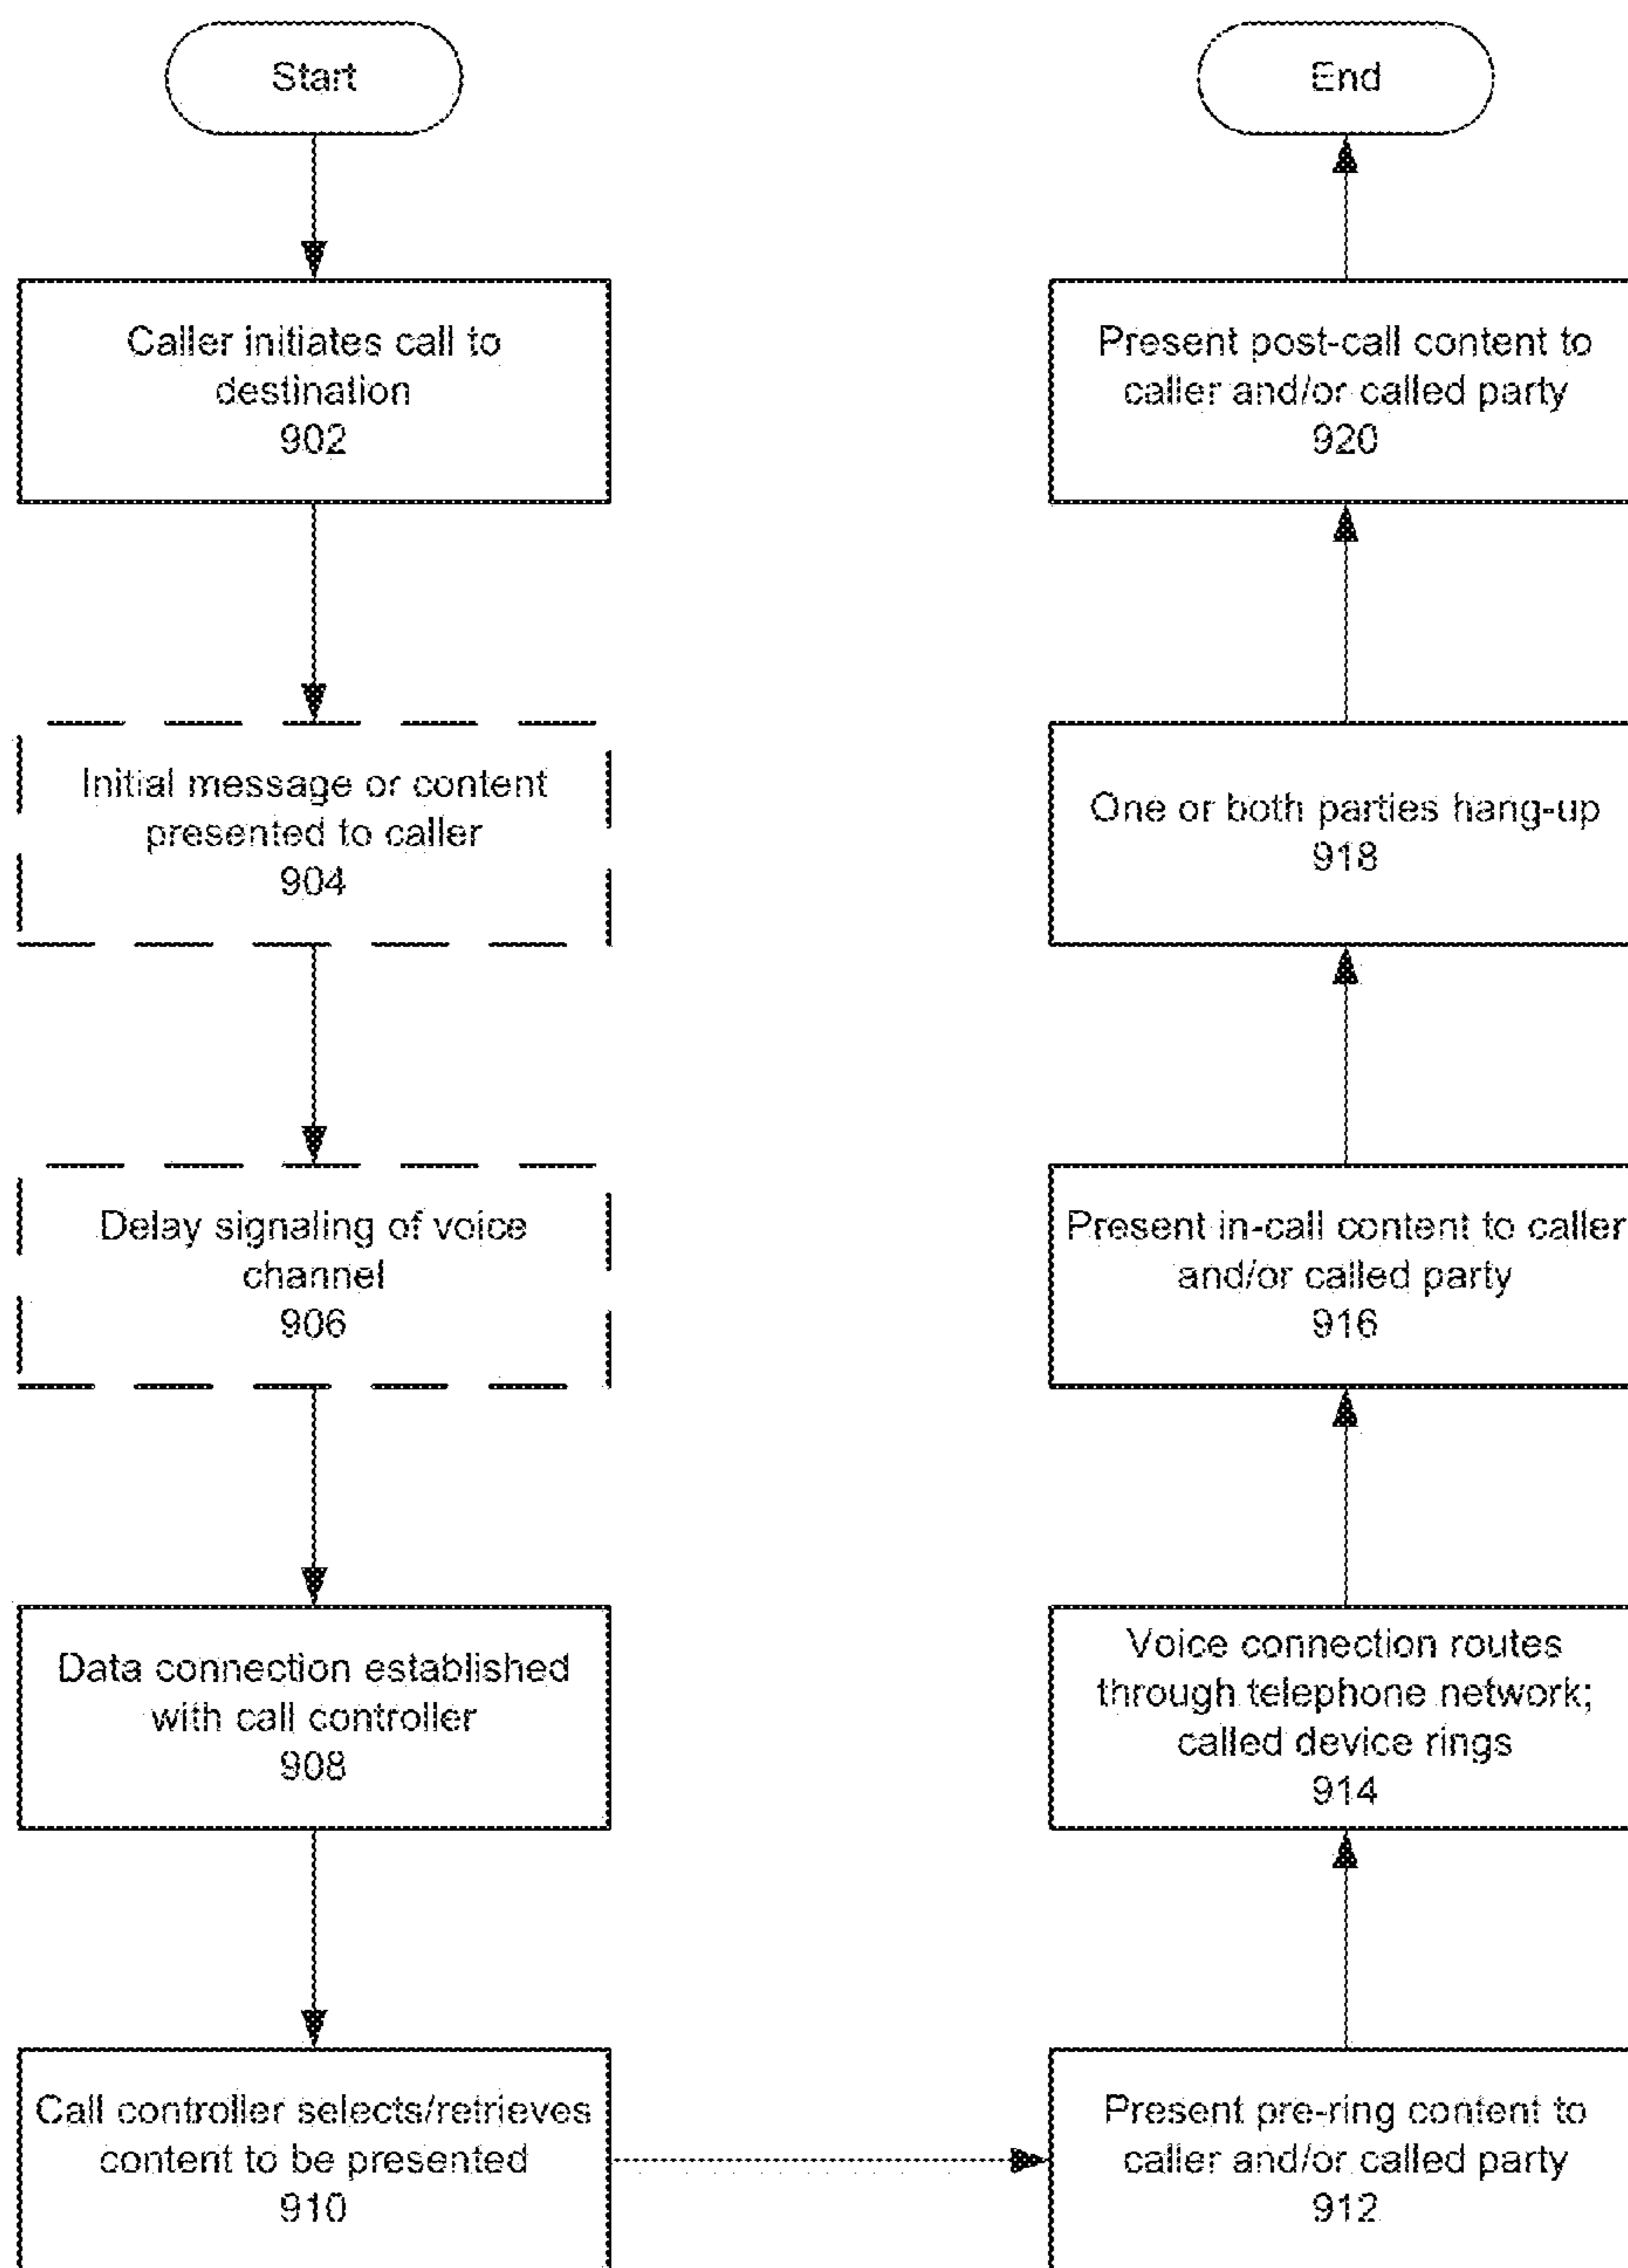 Start
Caller initiates call to
destination
902
Initial message or content
presented to caller
904
Delay signaling of voice
channel
906
Data connection established
with call controller
908
Call controller selects/retrieves
content to be presented
910
Present pre-ring content to
caller and/or called party
912
Voice connection routes
through telephone network;
called device rings
914
Present in-call content to caller
and/or called party
916
One or both parties hang-up
918
Present post-call content to
caller and/or called party
920
End